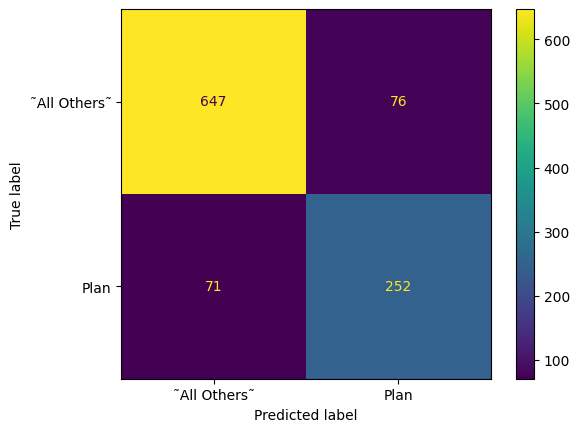 ˜All Others˜
647
76
True label
Plan
71
252
˜All Others˜
Plan
Predicted label
600
500
400
300
200
100